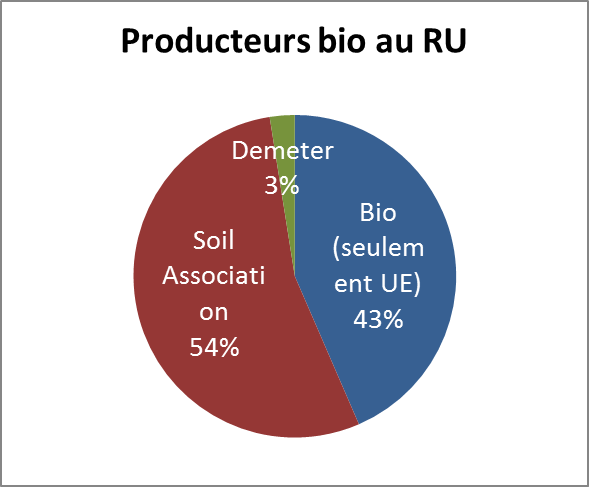 Producteurs bio au RU
Demeter
3%
Bio
(seulem
ent UE)
43%
Soil
Associati
on
54%